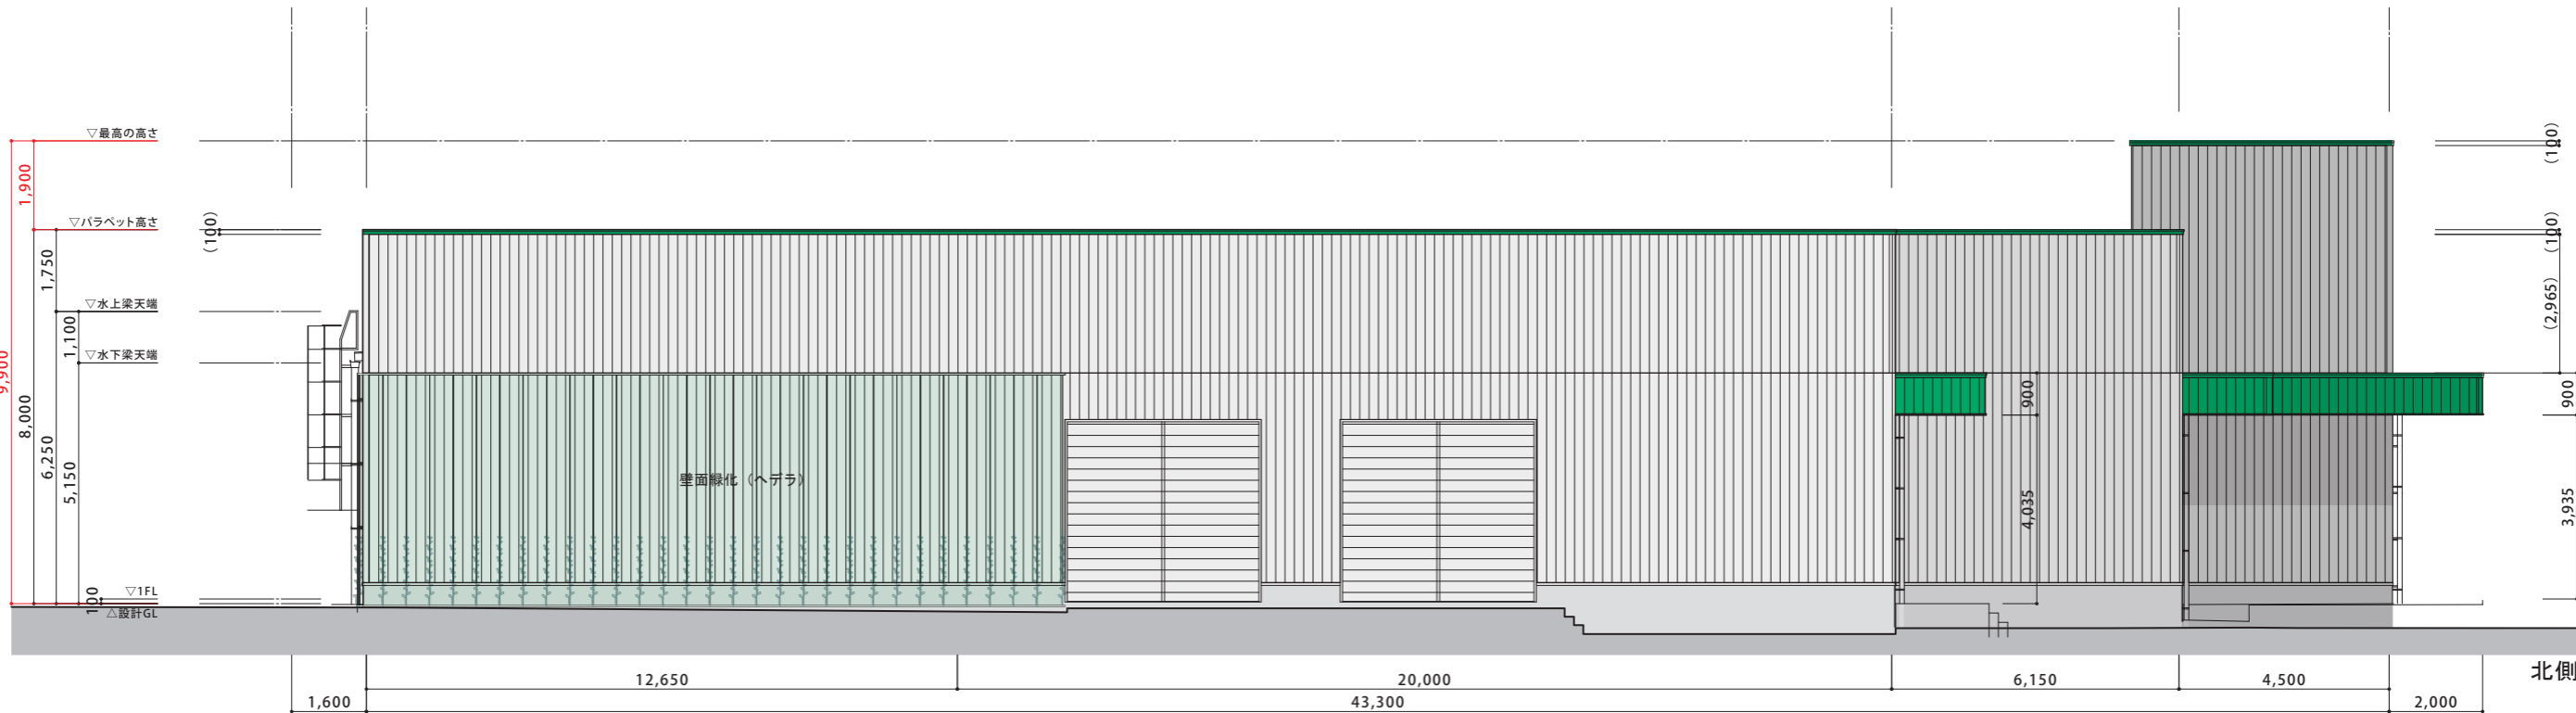 ▽最高の高さ
(100)
1,900
▽パラペット高さ
(100)
(100)
1,750
▽水上梁天端
1,100
(2,965)
▽水下梁天端
9,900
8,000
6,250
5,150
900
900
壁面緑化（ヘデラ）
4,035
3,935
▽1FL
100
△設計GL
12,650
20,000
6,150
4,500
北側
1,600
43,300
2,000